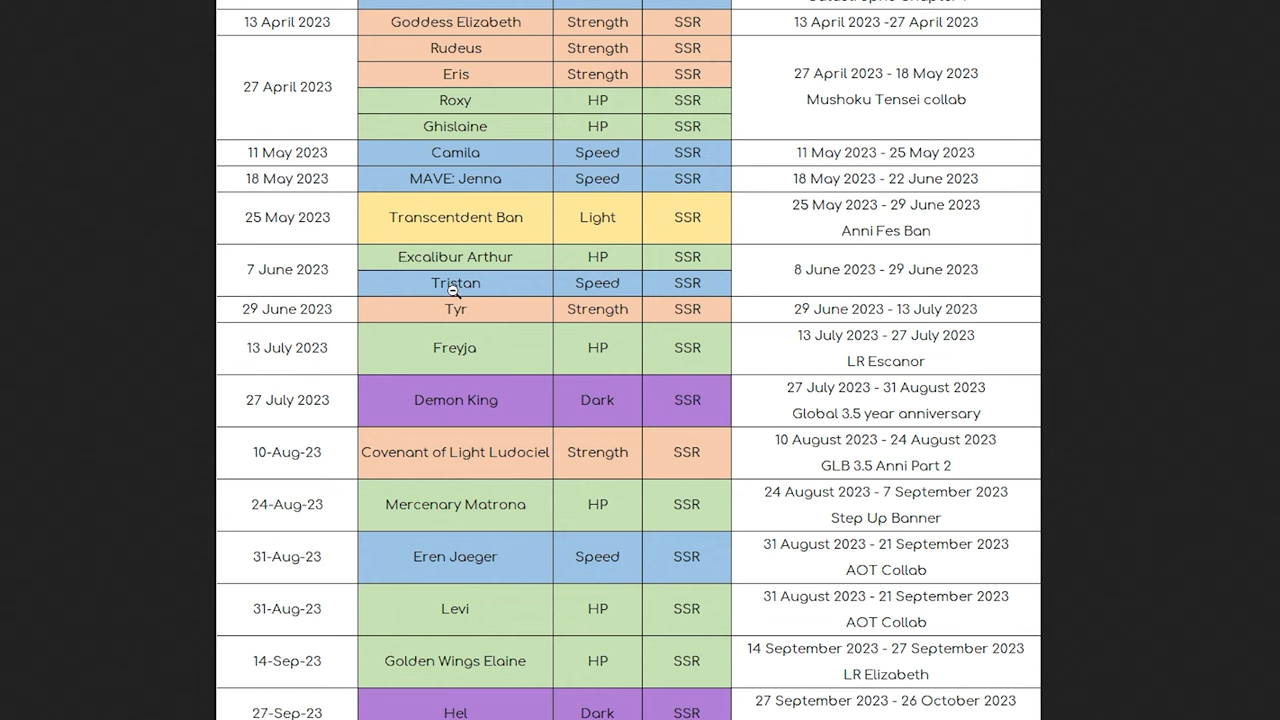 13 April 2023 Goddess Elizabeth Strength SSR 13 April 2023 -27 April 2023
27 April 2023
Rudeus Strength SSR
Eris Strength SSR
Roxy HP SSR
Ghislaine HP SSR
27 April 2023 - 18 May 2023
Mushoku Tensei collab
11 May 2023 Camila Speed SSR 11 May 2023 - 25 May 2023
18 May 2023 MAVE: Jenna Speed SSR 18 May 2023 - 22 June 2023
25 May 2023 Transcentdent Ban Light SSR 25 May 2023 - 29 June 2023
Anni Fes Ban
7 June 2023
Excalibur Arthur HP SSR
Tristan Speed SSR
8 June 2023 - 29 June 2023
29 June 2023 Tyr Strength SSR 29 June 2023 - 13 July 2023
13 July 2023 Freyja HP SSR 13 July 2023 - 27 July 2023
LR Escanor
27 July 2023 Demon King Dark SSR 27 July 2023 - 31 August 2023
Global 3.5 year anniversary
10-Aug-23 Covenant of Light Ludociel Strength SSR 10 August 2023 - 24 August 2023
GLB 3.5 Anni Part 2
24-Aug-23 Mercenary Matrona HP SSR 24 August 2023 - 7 September 2023
Step Up Banner
31-Aug-23 Eren Jaeger Speed SSR 31 August 2023 - 21 September 2023
AOT Collab
31-Aug-23 Levi HP SSR 31 August 2023 - 21 September 2023
AOT Collab
14-Sep-23 Golden Wings Elaine HP SSR 14 September 2023 - 27 September 2023
LR Elizabeth
27-Sep-23 Hel Dark SSR 27 September 2023 - 26 October 2023